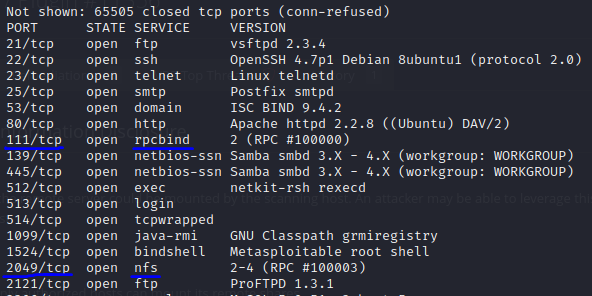 Not shown: 65505 closed tcp ports (conn-refused)
PORT STATE SERVICE VERSION
21/tcp open ftp vsftpd 2.3.4
22/tcp open ssh OpenSSH 4.7p1 Debian 8ubuntu1 (protocol 2.0)
23/tcp open telnet Linux telnetd
25/tcp open smtp Postfix smtpd
53/tcp open domain ISC BIND 9.4.2
80/tcp open http Apache httpd 2.2.8 ((Ubuntu) DAV/2)
111/tcp open rpcbind 2 (RPC #100000)
139/tcp open netbios-ssn Samba smbd 3.X - 4.X (workgroup: WORKGROUP)
445/tcp open netbios-ssn Samba smbd 3.X - 4.X (workgroup: WORKGROUP)
512/tcp open exec netkit-rsh rexecd
513/tcp open login
514/tcp open tcpwrapped
1099/tcp open java-rmi GNU Classpath grmiregistry
1524/tcp open bindshell Metasploitable root shell
2049/tcp open nfs 2-4 (RPC #100003)
2121/tcp open ftp ProFTPD 1.3.1